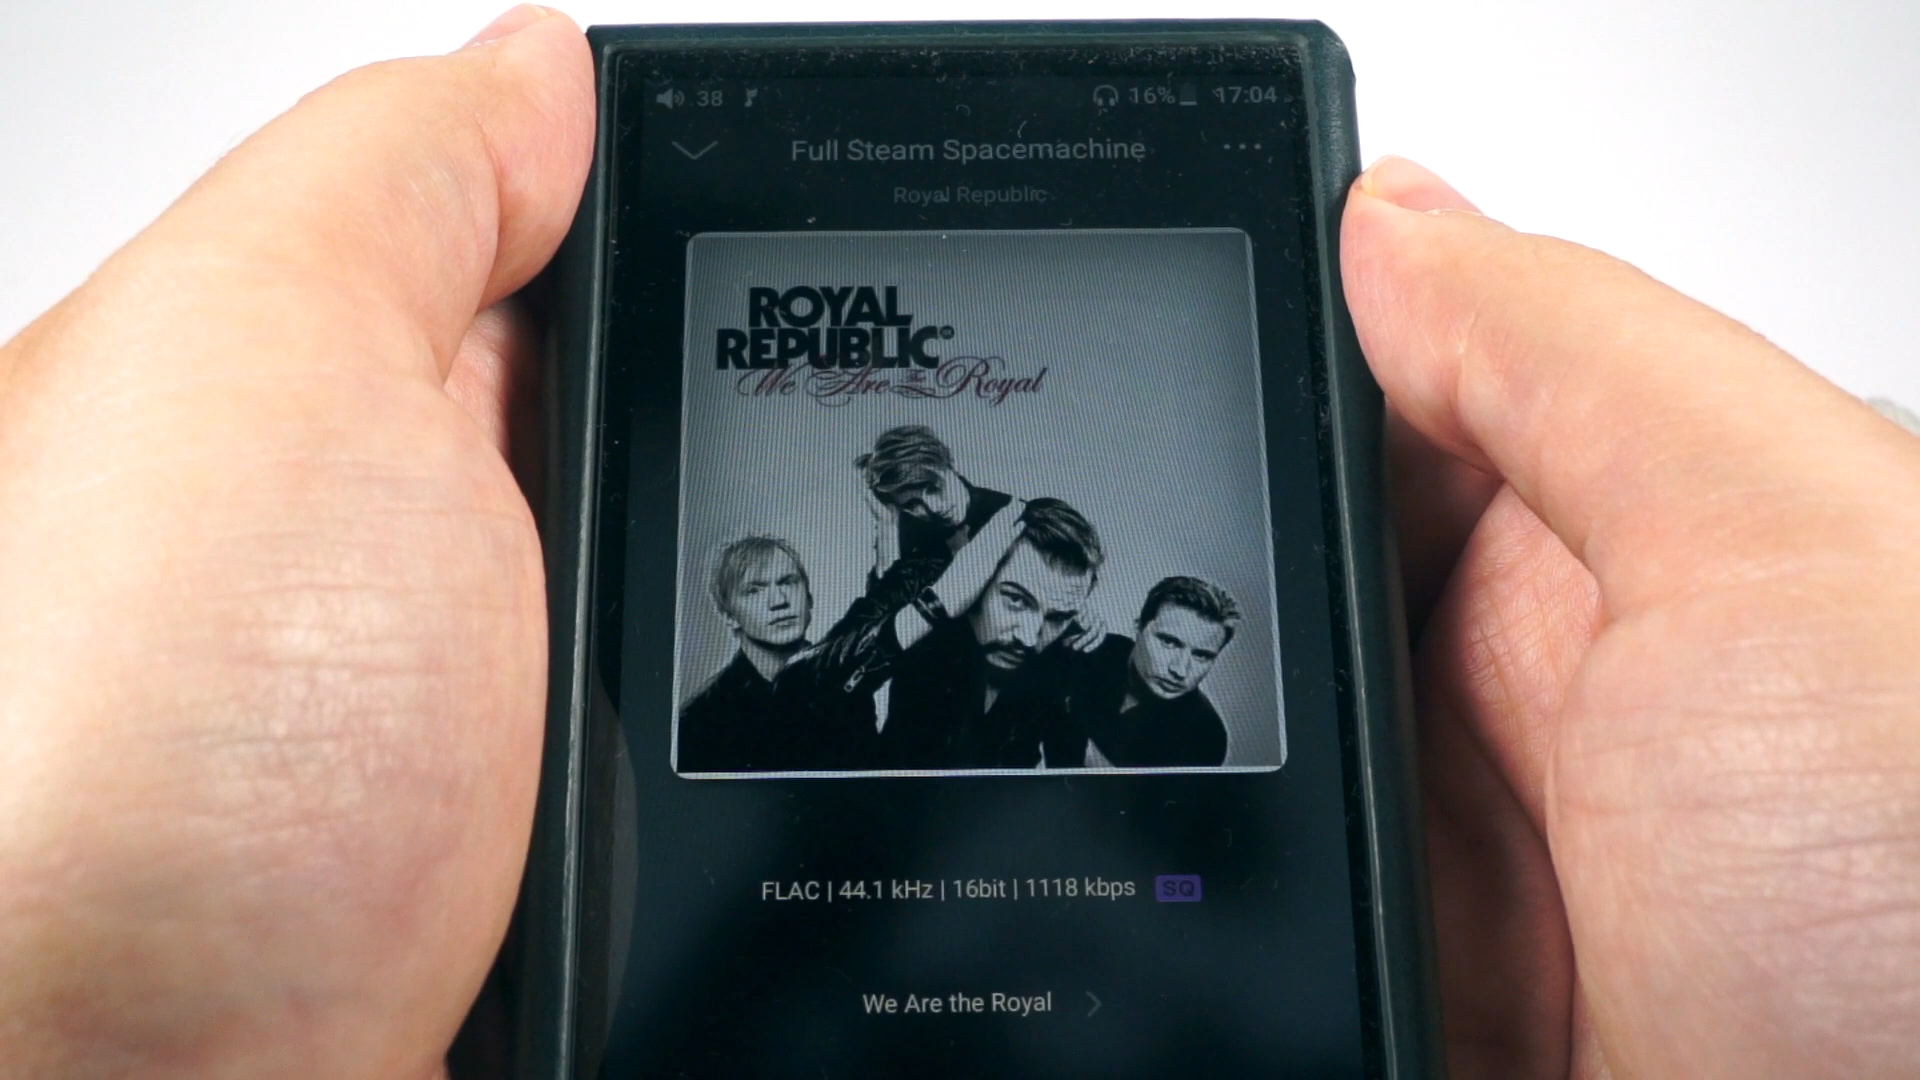 38 16% 17:04
Full Steam Spacemachine
Royal Republic
ROYAL
REPUBLIC
We Are the Royal
FLAC | 44.1 kHz | 16bit | 1118 kbps SQ
We Are the Royal